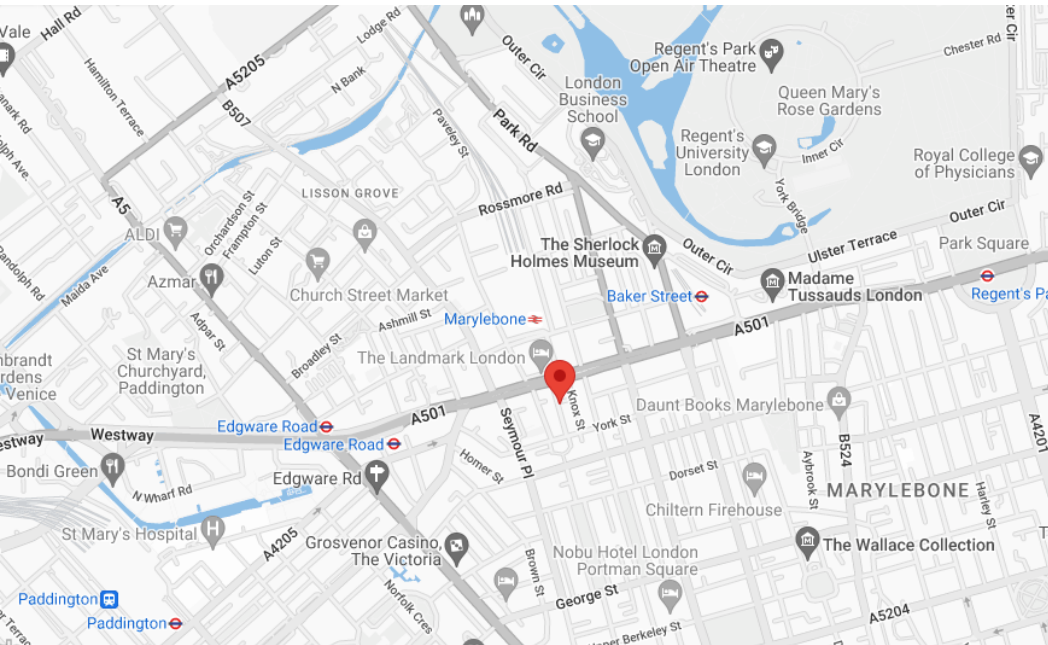 Vale
Hall Rd
Lodge Rd
Outer Cir
Regent's Park
Open Air Theatre
Chester Rd
A5205
N Bank
London
Business
School
Queen Mary's
Rose Gardens
Hamilton Terrace
B507
Paveley St
Park Rd
Regent's
University
London
Inner Cir
Royal College
of Physicians
York Bridge
A5
LISSON GROVE
Rossmore Rd
Outer Cir
ALDI
Orchardson St
Frampton St
Luton St
The Sherlock
Holmes Museum
Outer Cir
Ulster Terrace
Park Square
Randolph Rd
Maida Ave
Azmar
Church Street Market
Baker Street
Madame
Tussauds London
Regent's Pa
Adpar St
Ashmill St
Marylebone
A501
Broadley St
St Mary's
Churchyard,
Paddington
The Landmark London
mbrandt
rdens
Venice
Knox St
Daunt Books Marylebone
A501
Seymour Pl
York St
Edgware Road
Westway
estway
Edgware Road
B524
A4201
Bondi Green
Edgware Rd
Homer St
Dorset St
Aybrook St
MARYLEBONE
Harley St
N Wharf Rd
Chiltern Firehouse
St Mary's Hospital
A4205
Grosvenor Casino,
The Victoria
Brown St
Nobu Hotel London
Portman Square
The Wallace Collection
Norfolk Cres
George St
Paddington
Paddington
A5204
per Berkeley St